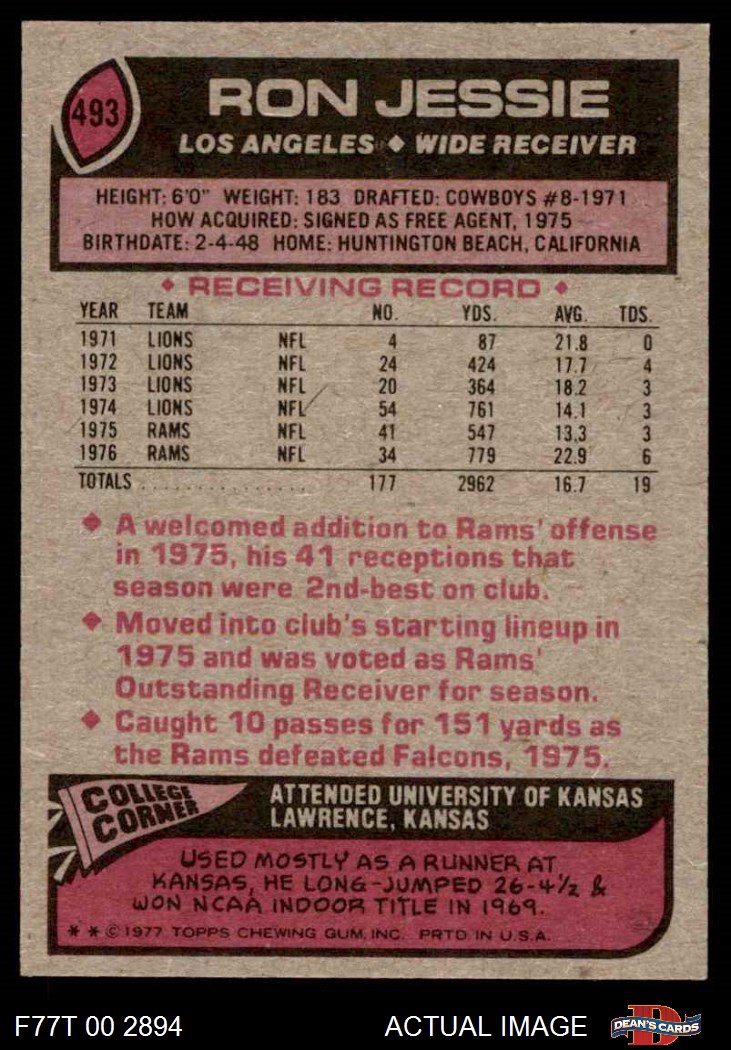 493
RON JESSIE
LOS ANGELES ◆ WIDE RECEIVER
HEIGHT: 6'0" WEIGHT: 183 DRAFTED: COWBOYS #8-1971
HOW ACQUIRED: SIGNED AS FREE AGENT, 1975
BIRTHDATE: 2-4-48 HOME: HUNTINGTON BEACH, CALIFORNIA
◆ RECEIVING RECORD ◆
YEAR TEAM NO. YDS. AVG. TDS.
1971 LIONS NFL 4 87 21.8 0
1972 LIONS NFL 24 424 17.7 4
1973 LIONS NFL 20 364 18.2 3
1974 LIONS NFL 54 761 14.1 3
1975 RAMS NFL 41 547 13.3 3
1976 RAMS NFL 34 779 22.9 6
TOTALS ................ 177 2962 16.7 19
◆ A welcomed addition to Rams' offense
in 1975, his 41 receptions that
season were 2nd-best on club.
◆ Moved into club's starting lineup in
1975 and was voted as Rams'
Outstanding Receiver for season.
◆ Caught 10 passes for 151 yards as
the Rams defeated Falcons, 1975.
COLLEGE
CORNER
ATTENDED UNIVERSITY OF KANSAS
LAWRENCE, KANSAS
USED MOSTLY AS A RUNNER AT
KANSAS, HE LONG-JUMPED 26-4½ &
WON NCAA INDOOR TITLE IN 1969.
* * © 1977 TOPPS CHEWING GUM, INC. PRTD. IN U.S.A.
F77T 00 2894 ACTUAL IMAGE D DEAN'S CARDS